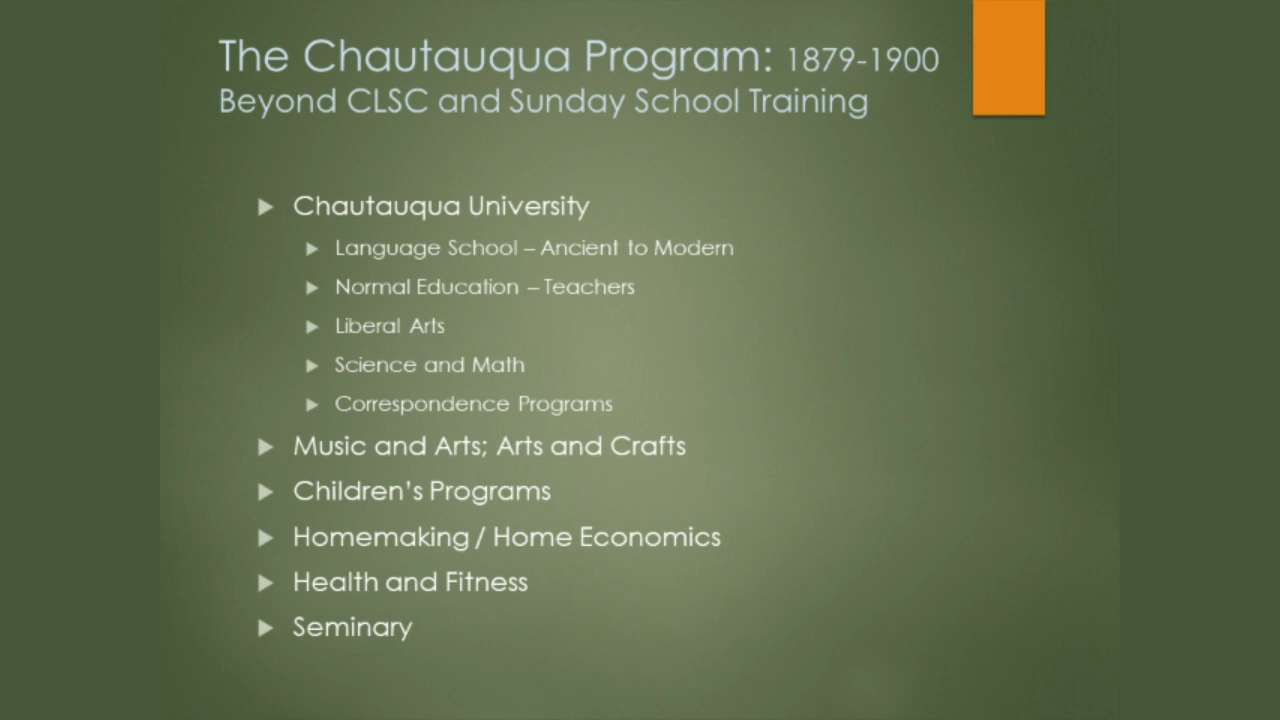 The Chautauqua Program: 1879-1900
Beyond CLSC and Sunday School Training
Chautauqua University
Language School – Ancient to Modern
Normal Education – Teachers
Liberal Arts
Science and Math
Correspondence Programs
Music and Arts; Arts and Crafts
Children’s Programs
Homemaking / Home Economics
Health and Fitness
Seminary